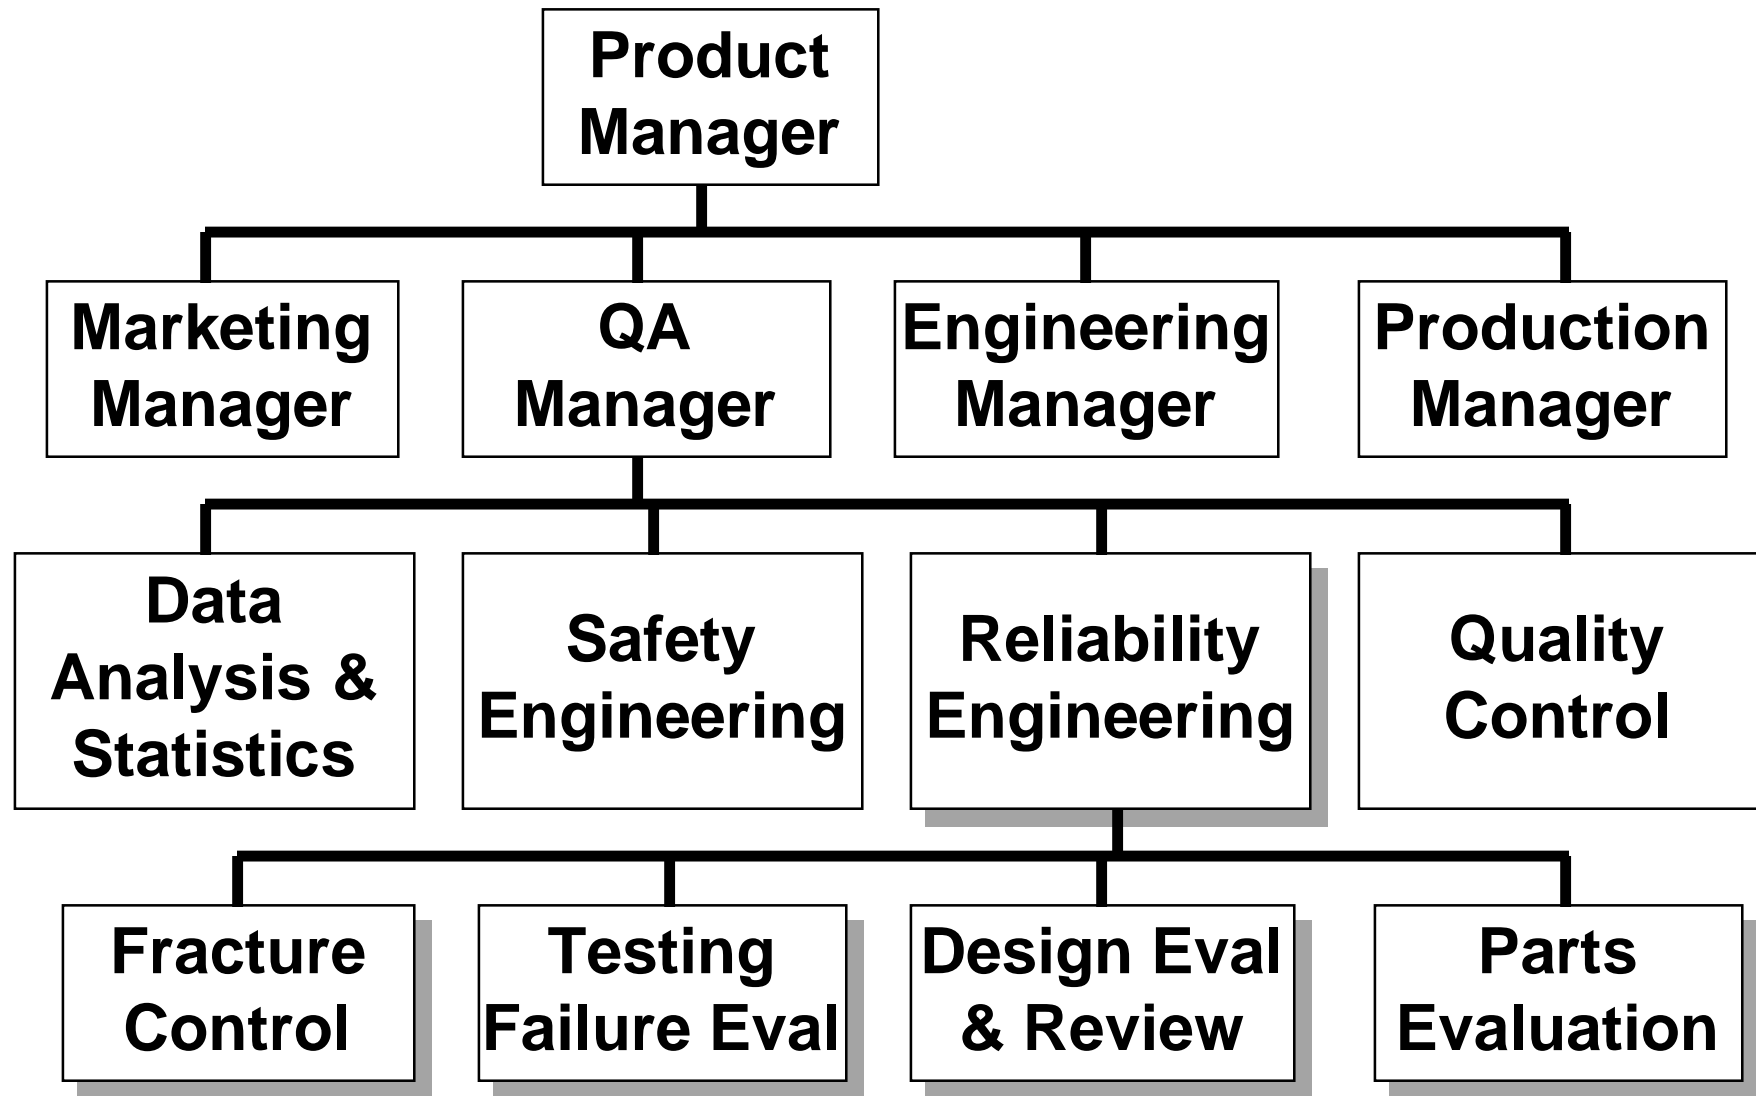 Product
Manager
Marketing
Manager
QA
Manager
Engineering
Manager
Production
Manager
Data
Analysis &
Statistics
Safety
Engineering
Reliability
Engineering
Quality
Control
Fracture
Control
Testing
Failure Eval
Design Eval
& Review
Parts
Evaluation